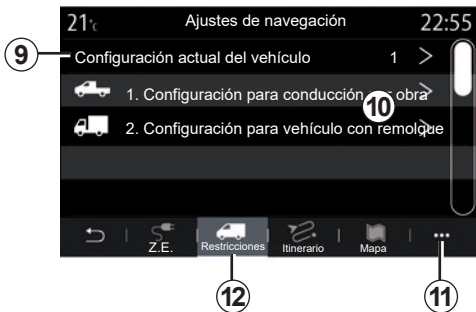 21°c Ajustes de navegación 22:55
9 Configuración actual del vehículo 1 >
1. Configuración para conducción por obra >
10
2. Configuración para vehículo con remolque >
Z.E. Restricciones Itinerario Mapa ...
12 11